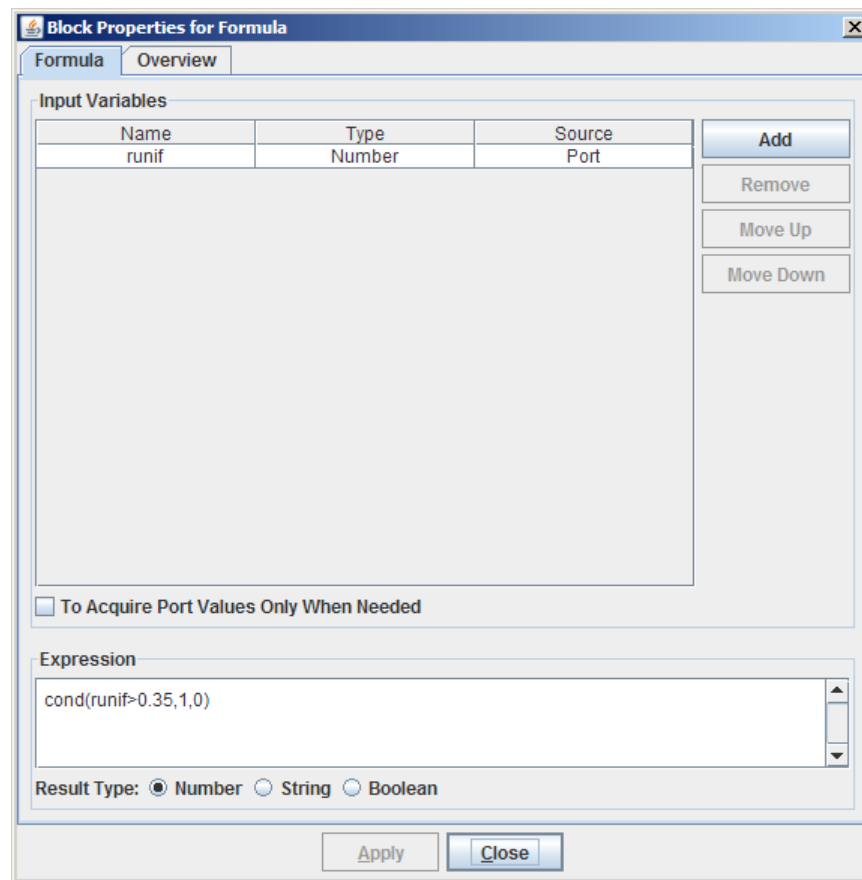 Block Properties for Formula
Formula Overview
Input Variables
Name Type Source
runif Number Port
Add
Remove
Move Up
Move Down
To Acquire Port Values Only When Needed
Expression
cond(runif>0.35,1,0)
Result Type: Number String Boolean
Apply Close